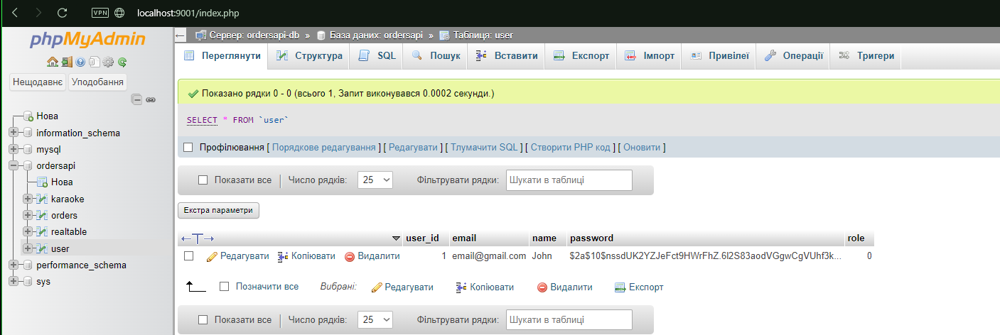 VPN localhost:9001/index.php
phpMyAdmin
Нещодавнє Уподобання
Нова
information_schema
mysql
ordersapi
Нова
karaoke
orders
realtable
user
performance_schema
sys
Сервер: ordersapi-db » База даних: ordersapi » Таблиця: user
Переглянути Структура SQL Пошук Вставити Експорт Імпорт Привілеї Операції Тригери
Показано рядки 0 - 0 (всього 1, Запит виконувався 0.0002 секунди.)
SELECT * FROM `user`
Профілювання [ Порядкове редагування ] [ Редагувати ] [ Тлумачити SQL ] [ Створити PHP код ] [ Оновити ]
Показати все Число рядків: 25 Фільтрувати рядки: Шукати в таблиці
Екстра параметри
user_id email name password role
Редагувати Копіювати Видалити 1 email@gmail.com John $2a$10$nssdUK2YZJeFct9HWrFhZ.6l2S83aodVGgwCgVUhf3k... 0
Позначити все Вибрані: Редагувати Копіювати Видалити Експорт
Показати все Число рядків: 25 Фільтрувати рядки: Шукати в таблиці